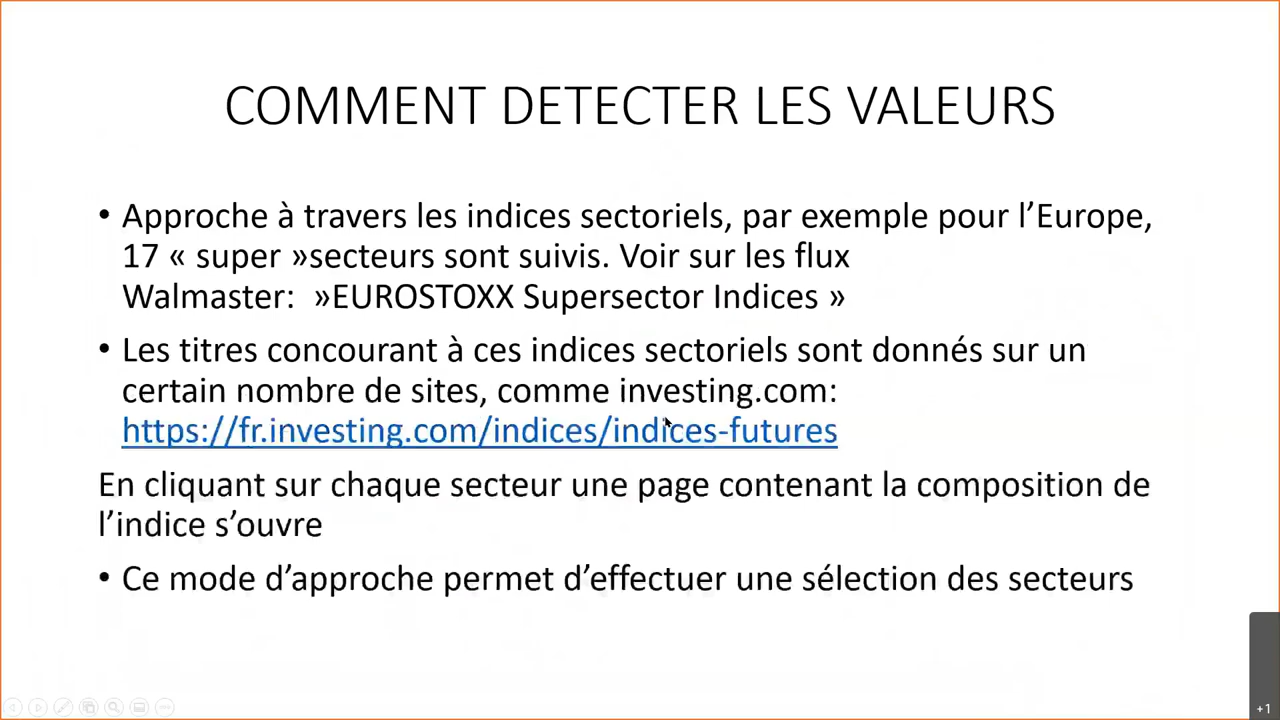 COMMENT DETECTER LES VALEURS
• Approche à travers les indices sectoriels, par exemple pour l’Europe,
17 « super »secteurs sont suivis. Voir sur les flux
Walmaster:  »EUROSTOXX Supersector Indices »
• Les titres concourant à ces indices sectoriels sont donnés sur un
certain nombre de sites, comme investing.com:
https://fr.investing.com/indices/indices-futures
En cliquant sur chaque secteur une page contenant la composition de
l’indice s’ouvre
• Ce mode d’approche permet d’effectuer une sélection des secteurs
+1